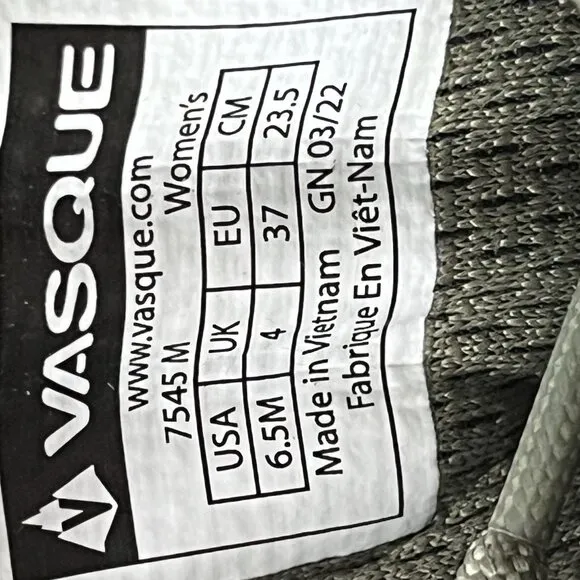 VASQUE
www.vasque.com
7545 M Women's
USA UK EU CM
6.5M 4 37 23.5
Made in Vietnam GN 03/22
Fabrique En Viêt-Nam